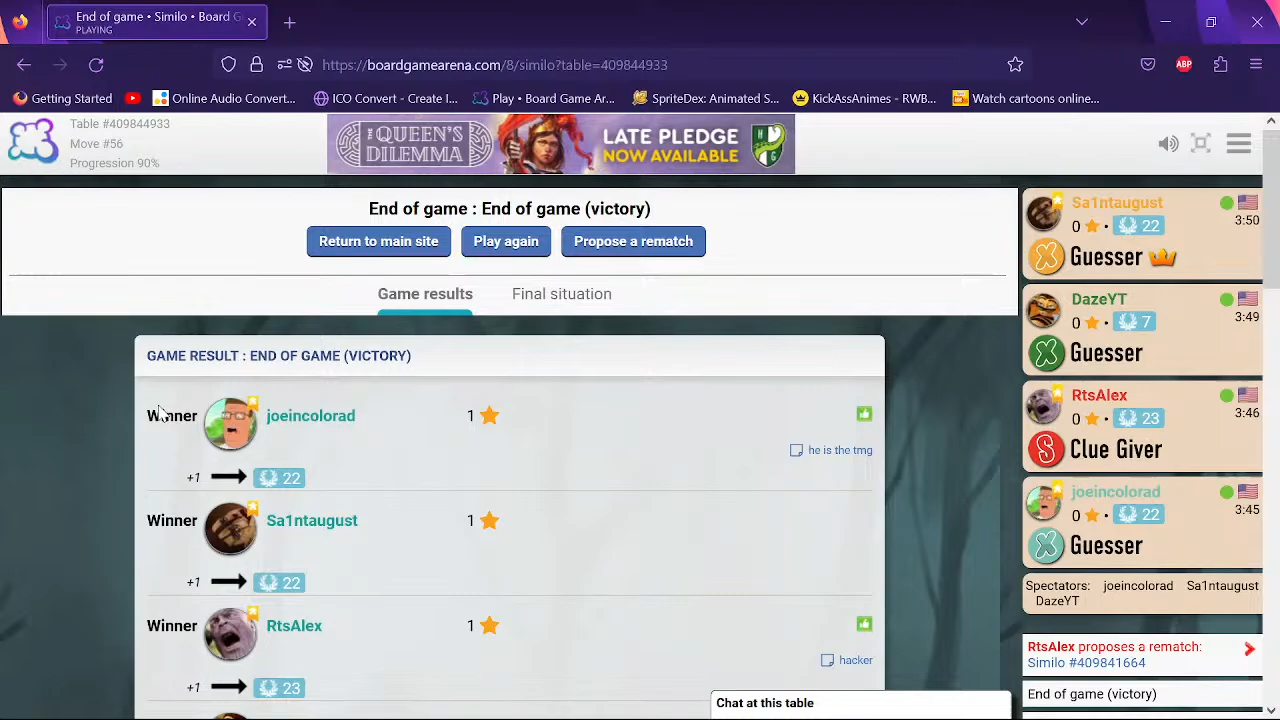 End of game • Similo • Board G
PLAYING
https://boardgamearena.com/8/similo?table=409844933
ABP
Getting Started
Online Audio Convert...
ICO Convert - Create I...
Play • Board Game Ar...
SpriteDex: Animated S...
KickAssAnimes - RWB...
Watch cartoons online...
Table #409844933
Move #56
Progression 90%
THE QUEEN'S DILEMMA
LATE PLEDGE
NOW AVAILABLE
HG
End of game : End of game (victory)
Return to main site
Play again
Propose a rematch
Game results
Final situation
GAME RESULT : END OF GAME (VICTORY)
Winner joeincolorad 1
he is the tmg
+1 22
Winner Sa1ntaugust 1
+1 22
Winner RtsAlex 1
hacker
+1 23
Sa1ntaugust
0 • 22 3:50
X Guesser
DazeYT
0 • 7 3:49
X Guesser
RtsAlex
0 • 23 3:46
S Clue Giver
joeincolorad
0 • 22 3:45
X Guesser
Spectators: joeincolorad Sa1ntaugust
DazeYT
RtsAlex proposes a rematch:
Similo #409841664
End of game (victory)
Chat at this table